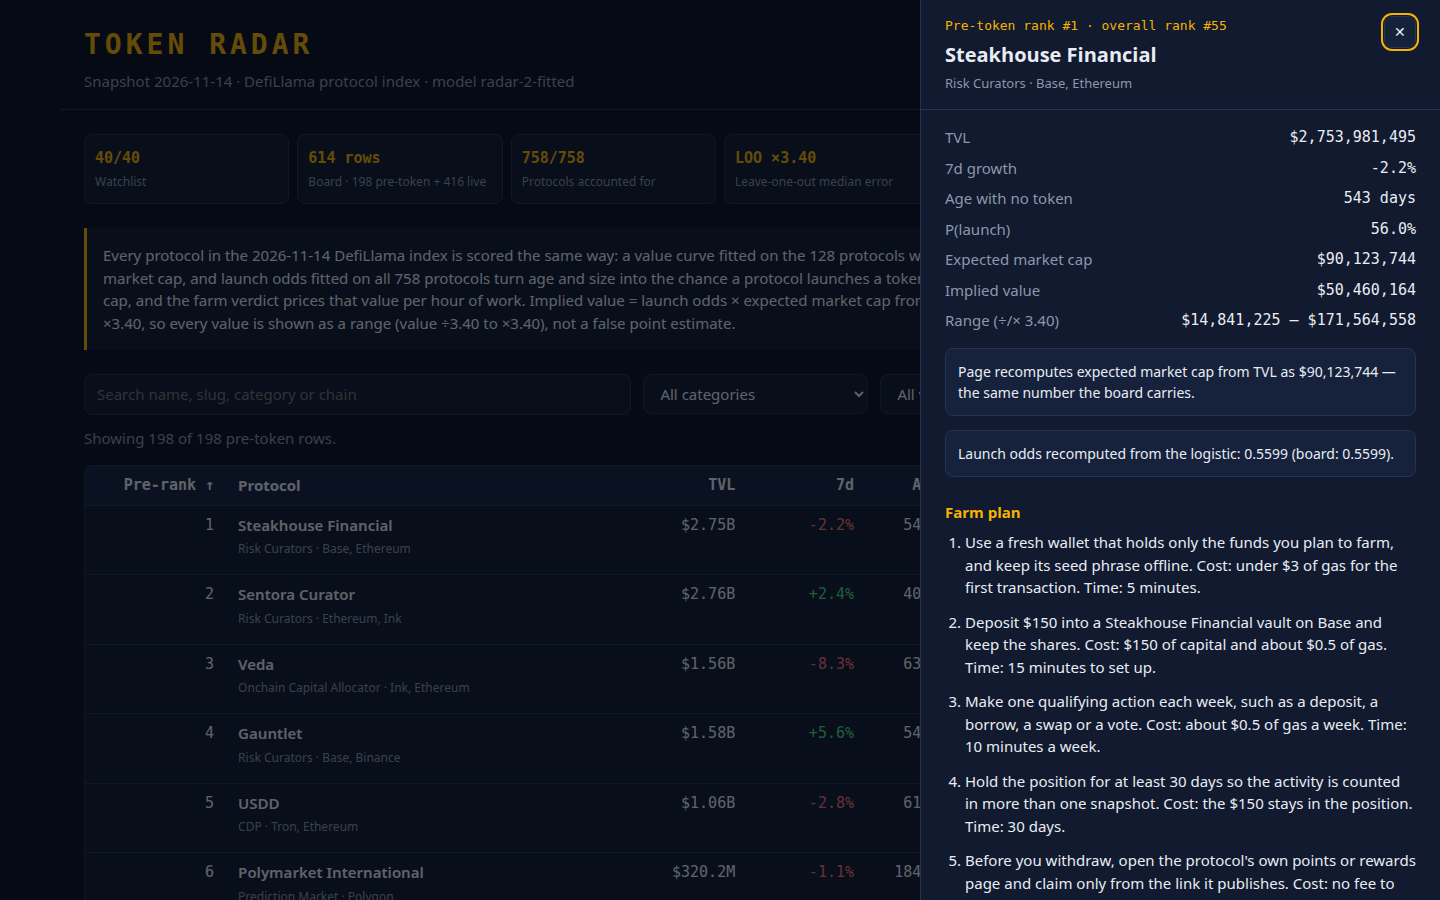 TOKEN RADAR
Snapshot 2026-11-14 · DefiLlama protocol index · model radar-2-fitted
40/40
Watchlist
614 rows
Board · 198 pre-token + 416 live
758/758
Protocols accounted for
LOO ×3.40
Leave-one-out median error
Every protocol in the 2026-11-14 DefiLlama index is scored the same way: a value curve fitted on the 128 protocols w
market cap, and launch odds fitted on all 758 protocols turn age and size into the chance a protocol launches a token
cap, and the farm verdict prices that value per hour of work. Implied value = launch odds × expected market cap from
×3.40, so every value is shown as a range (value ÷3.40 to ×3.40), not a false point estimate.
Search name, slug, category or chain
All categories
All
Showing 198 of 198 pre-token rows.
Pre-rank ↑ Protocol TVL 7d A
1 Steakhouse Financial $2.75B -2.2% 54
Risk Curators · Base, Ethereum
2 Sentora Curator $2.76B +2.4% 40
Risk Curators · Ethereum, Ink
3 Veda $1.56B -8.3% 63
Onchain Capital Allocator · Ink, Ethereum
4 Gauntlet $1.58B +5.6% 54
Risk Curators · Base, Binance
5 USDD $1.06B -2.8% 61
CDP · Tron, Ethereum
6 Polymarket International $320.2M -1.1% 184
Prediction Market · Polygon
Pre-token rank #1 · overall rank #55
Steakhouse Financial
Risk Curators · Base, Ethereum
×
TVL $2,753,981,495
7d growth -2.2%
Age with no token 543 days
P(launch) 56.0%
Expected market cap $90,123,744
Implied value $50,460,164
Range (÷/× 3.40) $14,841,225 – $171,564,558
Page recomputes expected market cap from TVL as $90,123,744 —
the same number the board carries.
Launch odds recomputed from the logistic: 0.5599 (board: 0.5599).
Farm plan
1. Use a fresh wallet that holds only the funds you plan to farm,
and keep its seed phrase offline. Cost: under $3 of gas for the
first transaction. Time: 5 minutes.
2. Deposit $150 into a Steakhouse Financial vault on Base and
keep the shares. Cost: $150 of capital and about $0.5 of gas.
Time: 15 minutes to set up.
3. Make one qualifying action each week, such as a deposit, a
borrow, a swap or a vote. Cost: about $0.5 of gas a week. Time:
10 minutes a week.
4. Hold the position for at least 30 days so the activity is counted
in more than one snapshot. Cost: the $150 stays in the position.
Time: 30 days.
5. Before you withdraw, open the protocol's own points or rewards
page and claim only from the link it publishes. Cost: no fee to